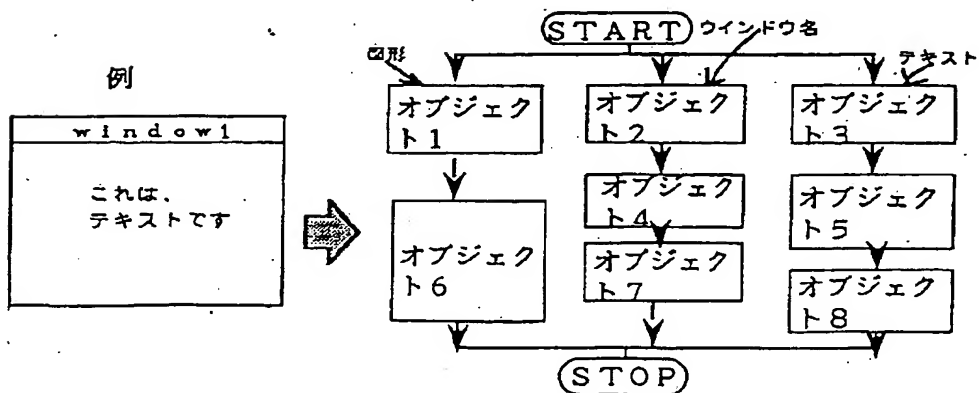 START
ウインドウ名
図形
テキスト
例
オブジェク
ト1
オブジェク
ト2
オブジェク
ト3
window1
これは、
テキストです
オブジェク
ト4
オブジェク
ト5
オブジェク
ト6
オブジェク
ト7
オブジェク
ト8
STOP